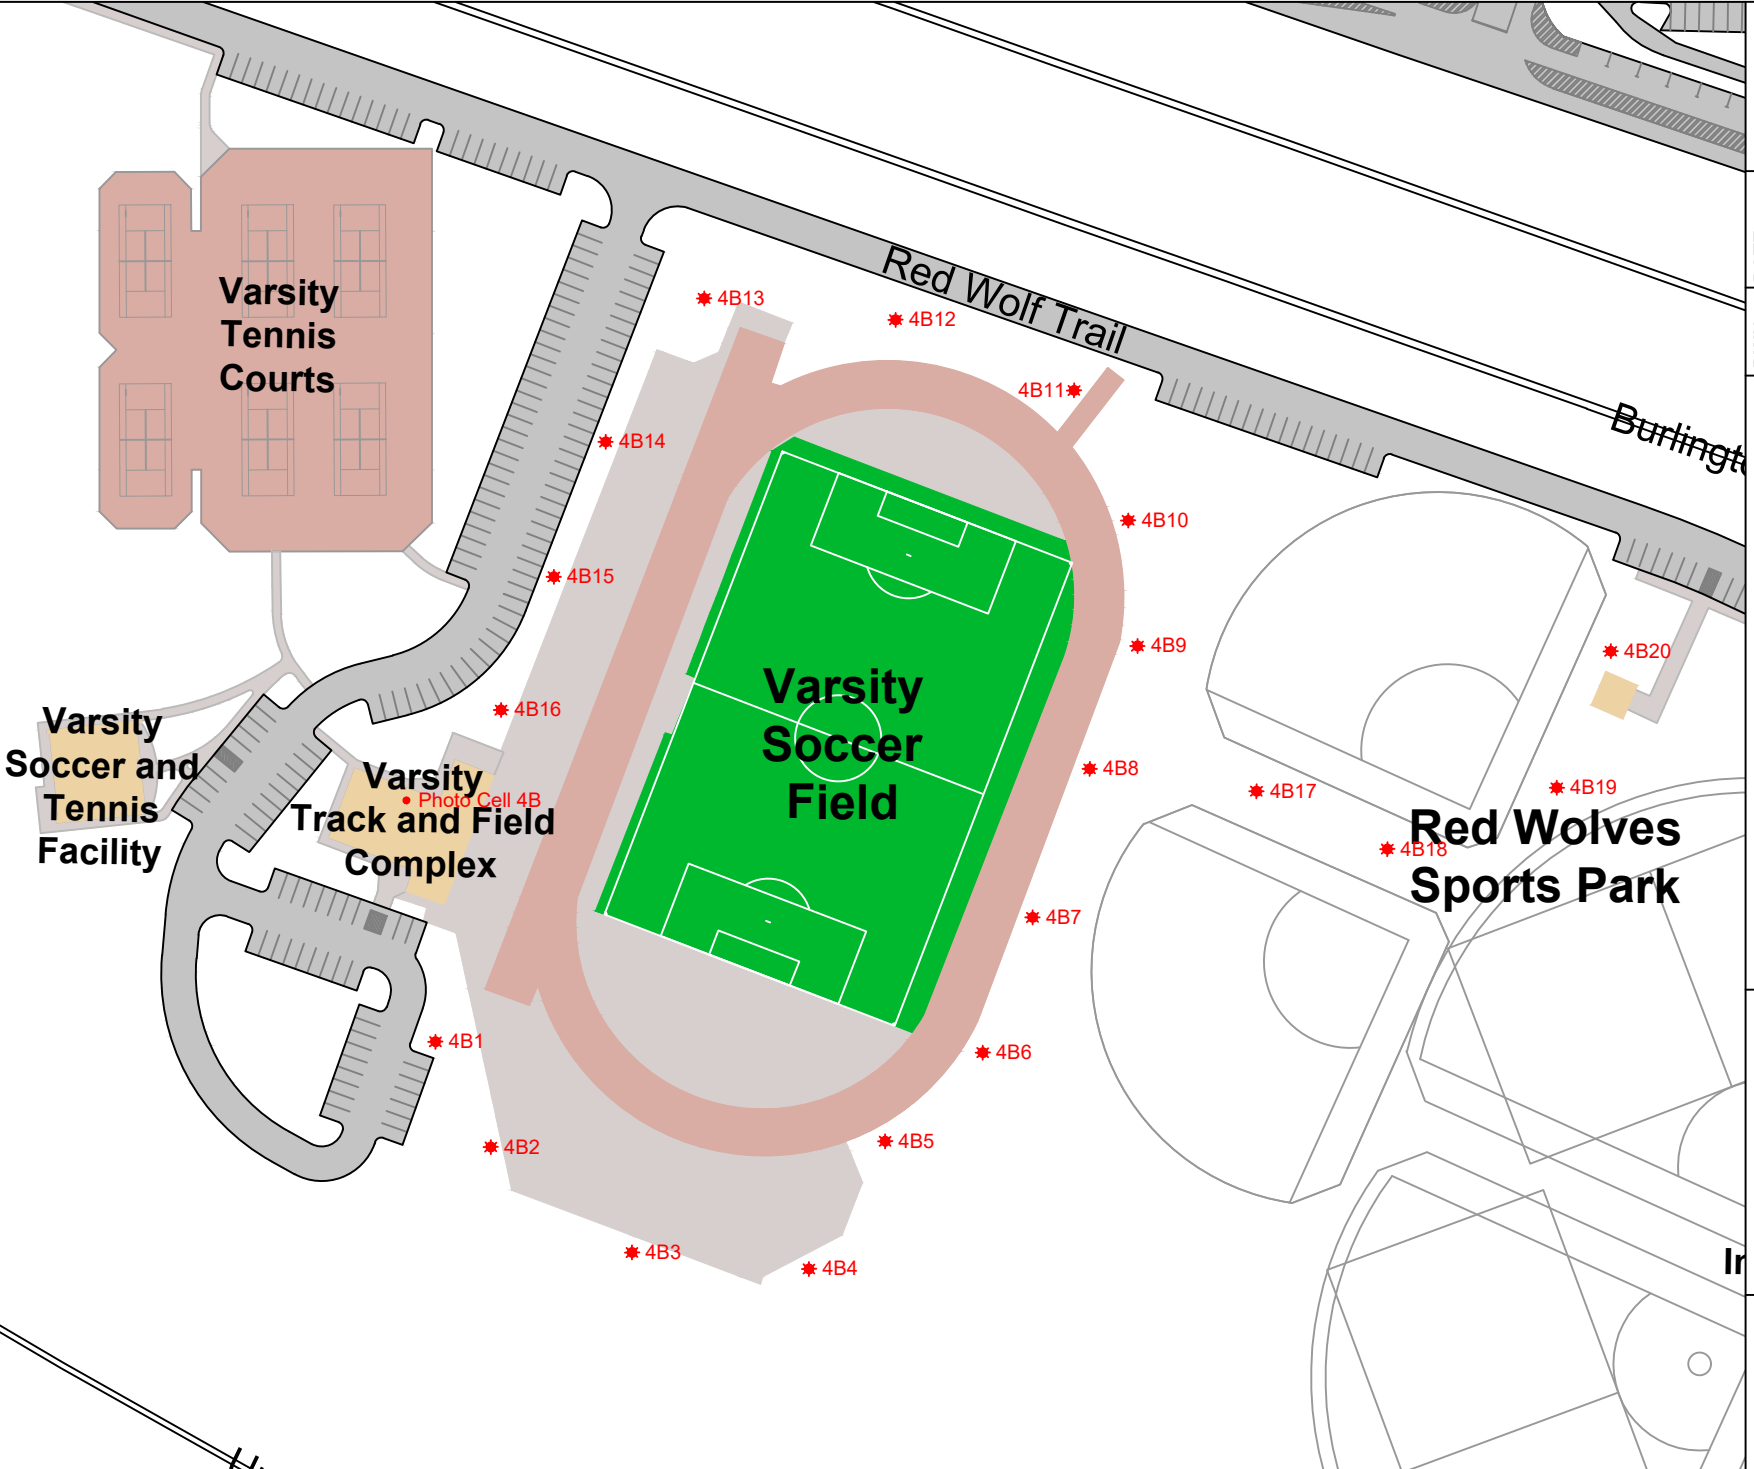 Red Wolf Trail
Varsity
Tennis
Courts
4B13
4B12
4B11
4B14
4B10
4B15
4B9
4B20
4B16
Varsity
Soccer
Field
4B8
4B17
4B19
4B18
Red Wolves
Sports Park
Varsity
Soccer and
Tennis
Facility
Varsity
Photo Cell 4B
Track and Field
Complex
4B7
4B1
4B6
4B2
4B5
4B3
4B4